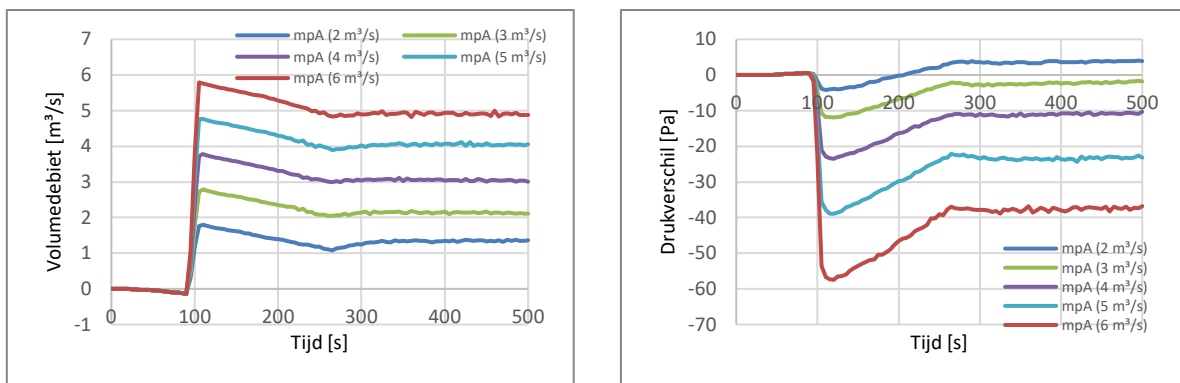 7
6
5
4
3
2
1
0
-1
Volumedebiet [m³/s]
mpA (2 m³/s) mpA (3 m³/s)
mpA (4 m³/s) mpA (5 m³/s)
mpA (6 m³/s)
0 100 200 300 400 500
Tijd [s]
10
0
-10
-20
-30
-40
-50
-60
-70
Drukverschil [Pa]
0 100 200 300 400 500
mpA (2 m³/s)
mpA (3 m³/s)
mpA (4 m³/s)
mpA (5 m³/s)
mpA (6 m³/s)
Tijd [s]